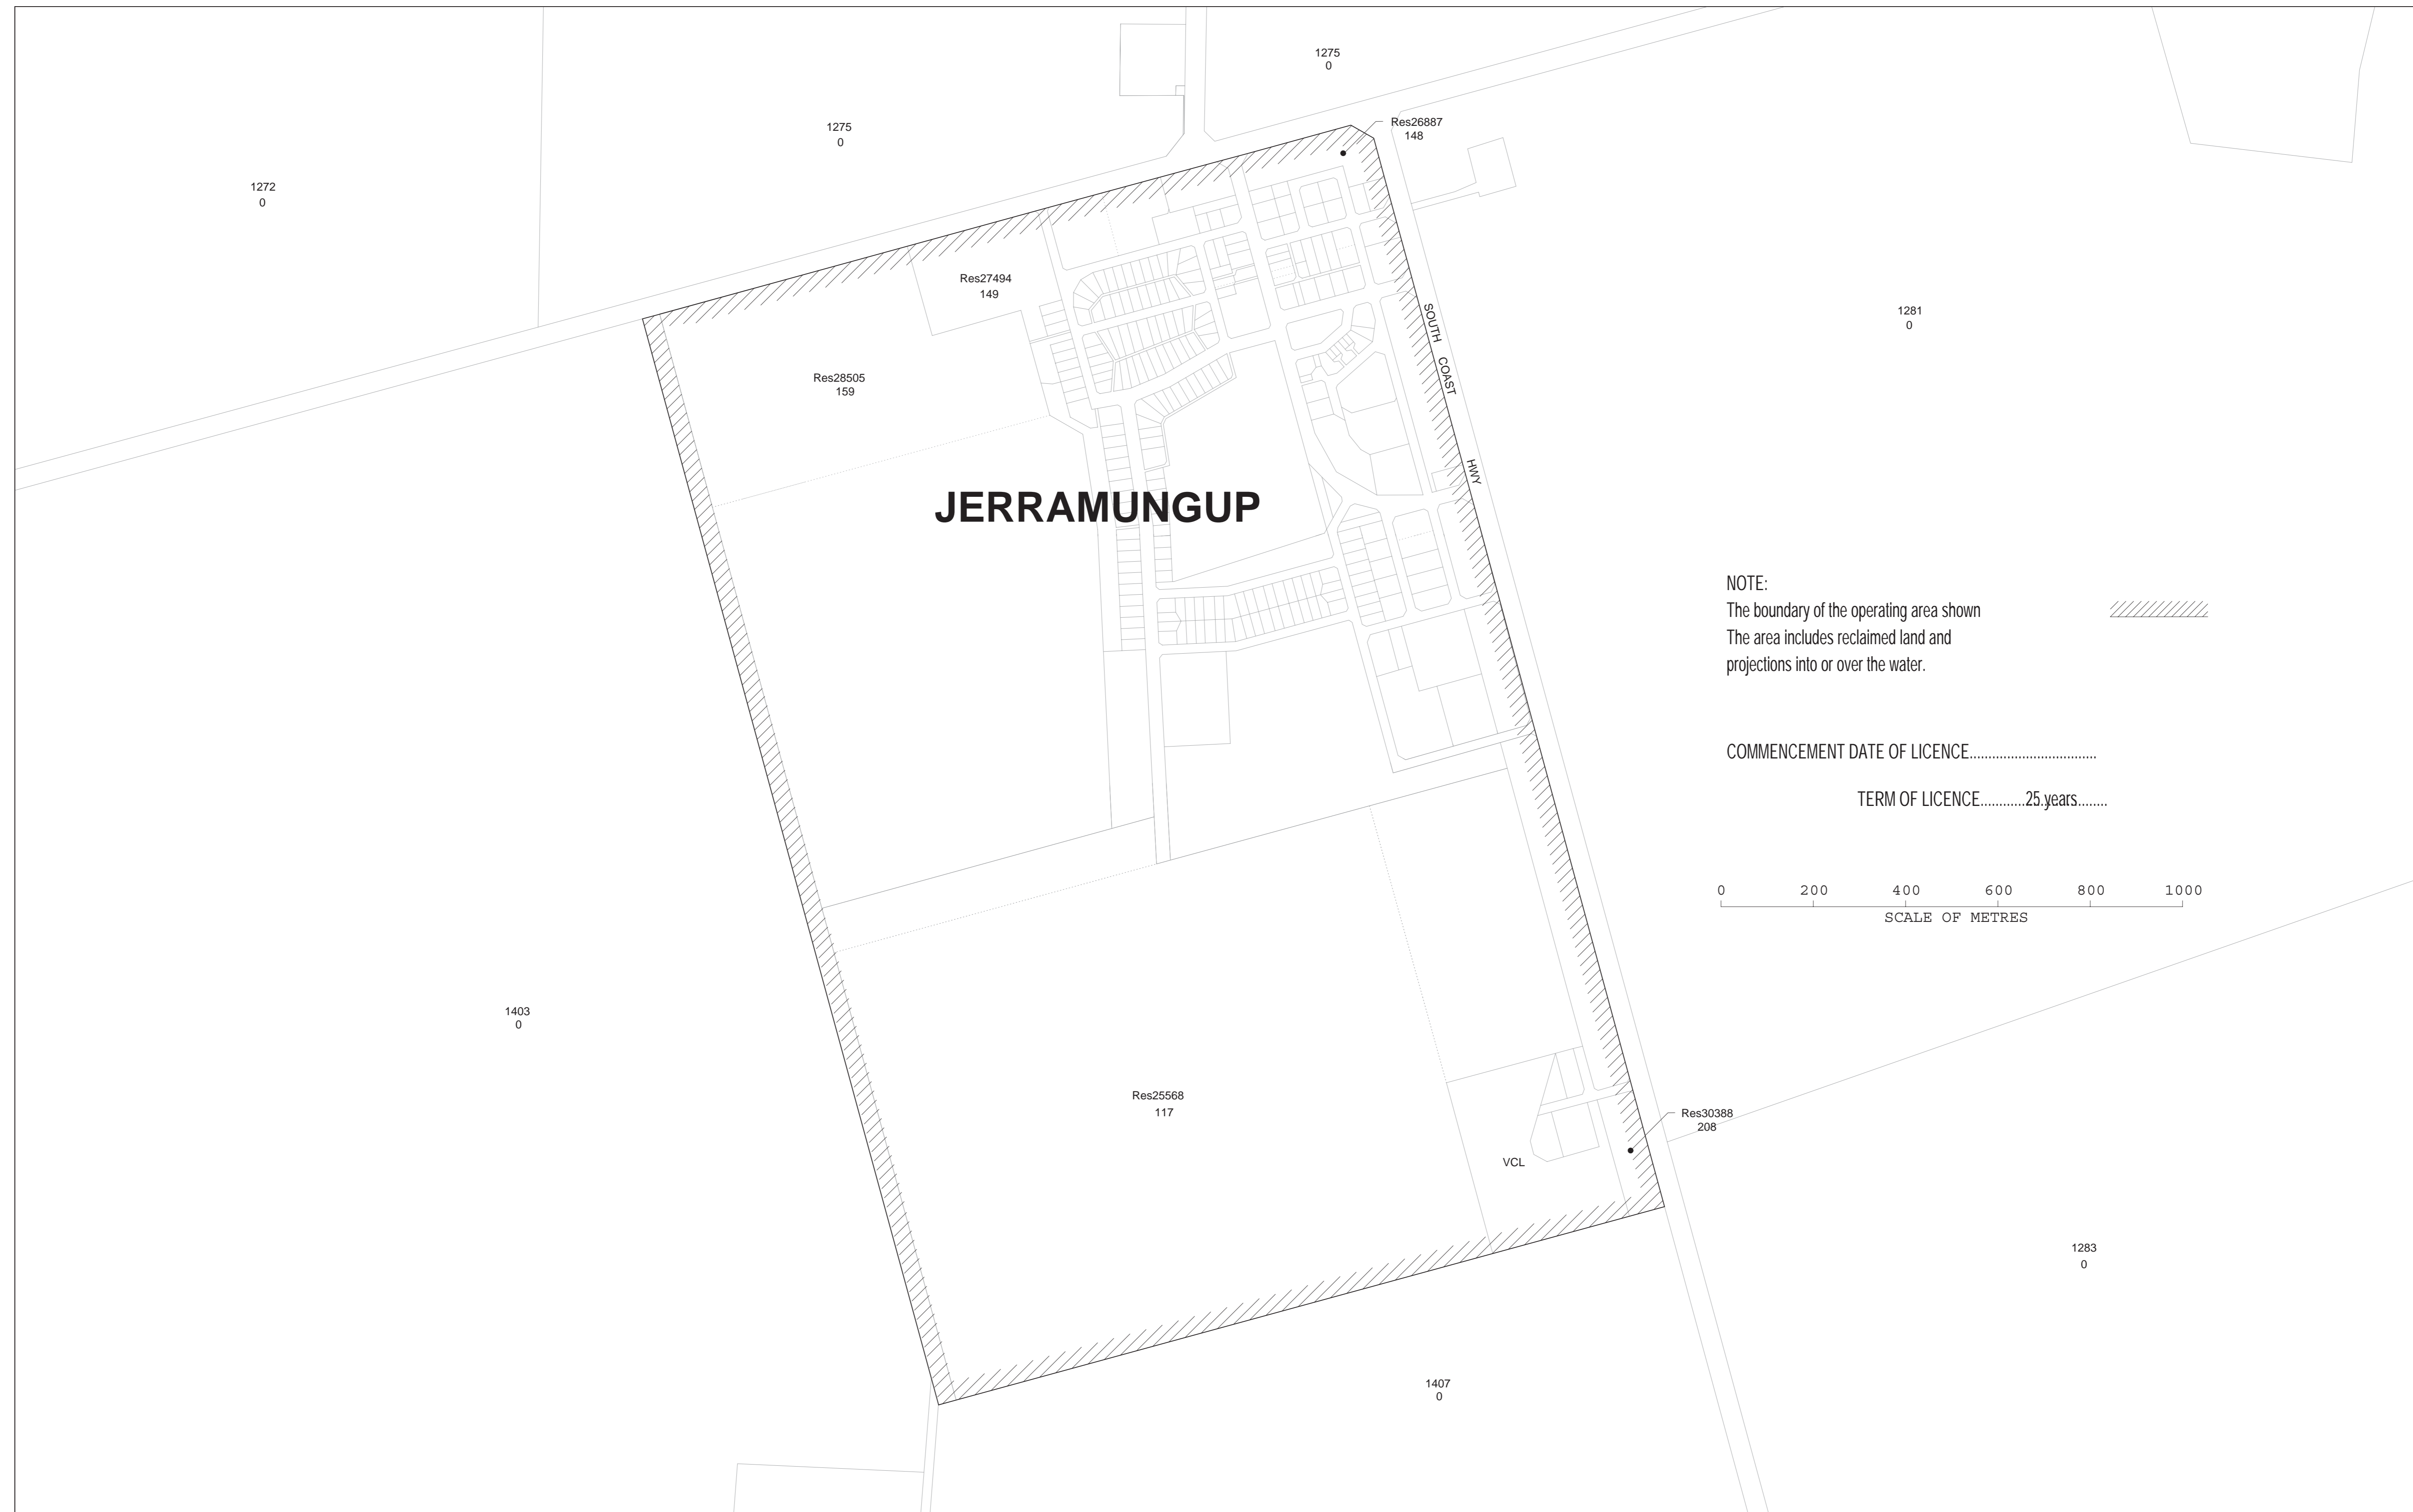 1275
0
Res26887
148
1275
0
1272
0
Res27494
149
1281
0
SOUTH COAST HWY
Res28505
159
JERRAMUNGUP
NOTE:
The boundary of the operating area shown
The area includes reclaimed land and
projections into or over the water.
COMMENCEMENT DATE OF LICENCE..................................
TERM OF LICENCE............25.years........
0 200 400 600 800 1000
SCALE OF METRES
1403
0
Res25568
117
Res30388
208
VCL
1283
0
1407
0